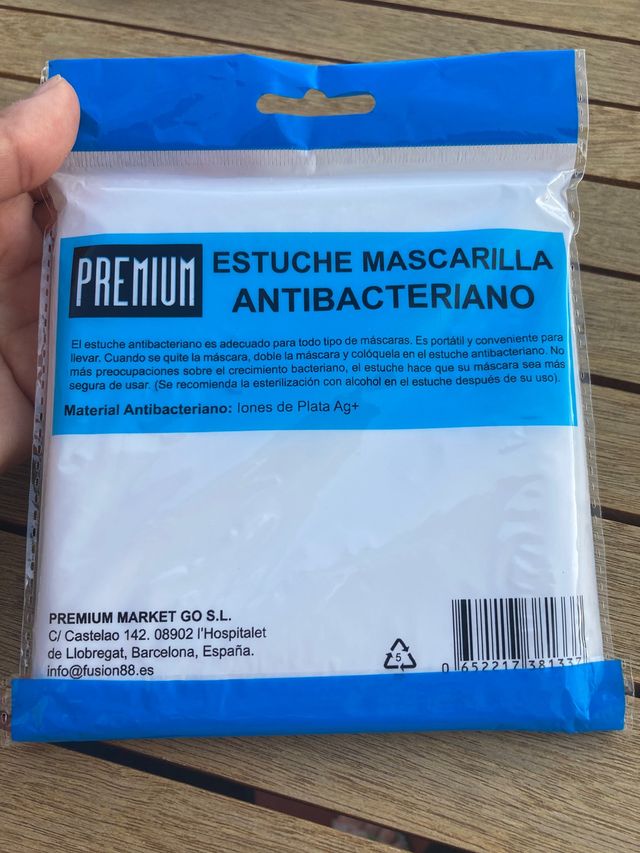 PREMIUM
ESTUCHE MASCARILLA
ANTIBACTERIANO
El estuche antibacteriano es adecuado para todo tipo de máscaras. Es portátil y conveniente para
llevar. Cuando se quite la máscara, doble la máscara y colóquela en el estuche antibacteriano. No
más preocupaciones sobre el crecimiento bacteriano, el estuche hace que su máscara sea más
segura de usar. (Se recomienda la esterilización con alcohol en el estuche después de su uso).
Material Antibacteriano: Iones de Plata Ag+
PREMIUM MARKET GO S.L.
C/ Castelao 142. 08902 l'Hospitalet
de Llobregat, Barcelona, España.
info@fusion88.es
5
0 652217 381337